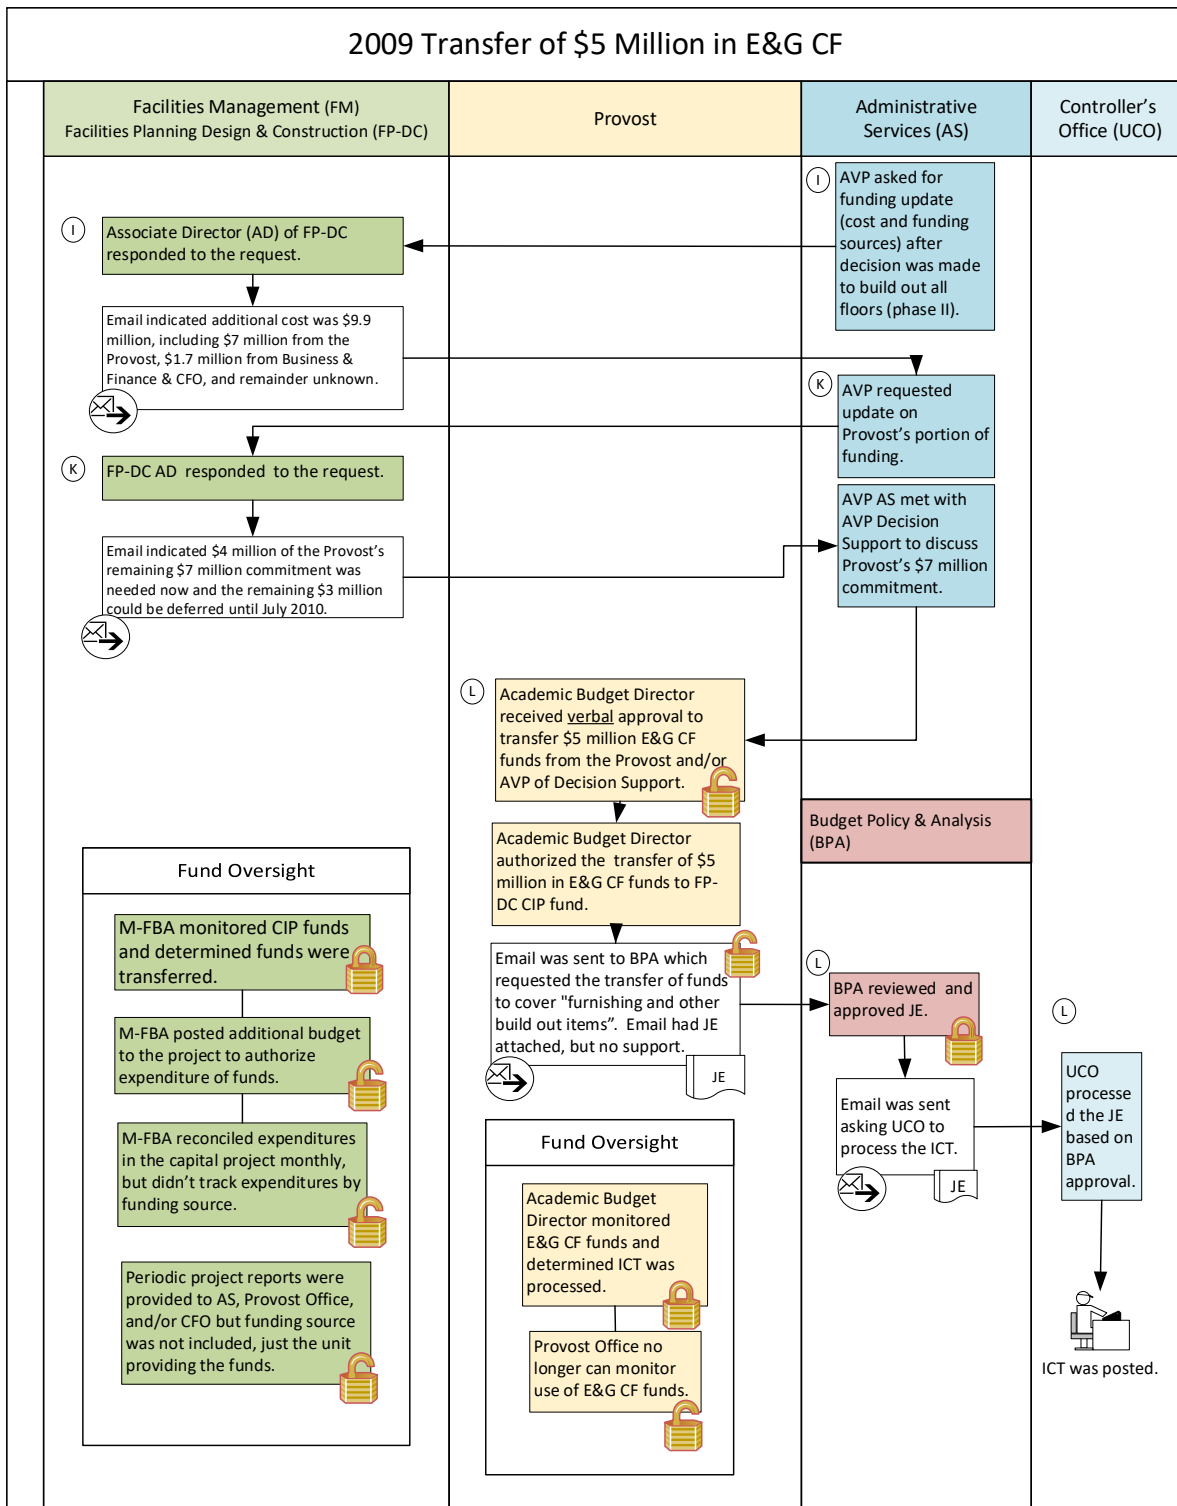 2009 Transfer of $5 Million in E&G CF
Facilities Management (FM)
Facilities Planning Design & Construction (FP-DC)
Provost
Administrative
Services (AS)
Controller's
Office (UCO)
I
AVP asked for
funding update
(cost and funding
sources) after
decision was made
to build out all
floors (phase II).
I
Associate Director (AD) of FP-DC
responded to the request.
Email indicated additional cost was $9.9
million, including $7 million from the
Provost, $1.7 million from Business &
Finance & CFO, and remainder unknown.
K
AVP requested
update on
Provost's portion of
funding.
K
FP-DC AD responded to the request.
Email indicated $4 million of the Provost's
remaining $7 million commitment was
needed now and the remaining $3 million
could be deferred until July 2010.
AVP AS met with
AVP Decision
Support to discuss
Provost's $7 million
commitment.
L
Academic Budget Director
received verbal approval to
transfer $5 million E&G CF
funds from the Provost and/or
AVP of Decision Support.
Academic Budget Director
authorized the transfer of $5
million in E&G CF funds to FP-
DC CIP fund.
Email was sent to BPA which
requested the transfer of funds
to cover "furnishing and other
build out items”. Email had JE
attached, but no support.
JE
Budget Policy & Analysis
(BPA)
L
BPA reviewed and
approved JE.
Email was sent
asking UCO to
process the ICT.
JE
L
UCO
processe
d the JE
based on
BPA
approval.
ICT was posted.
Fund Oversight
M-FBA monitored CIP funds
and determined funds were
transferred.
M-FBA posted additional budget
to the project to authorize
expenditure of funds.
M-FBA reconciled expenditures
in the capital project monthly,
but didn't track expenditures by
funding source.
Periodic project reports were
provided to AS, Provost Office,
and/or CFO but funding source
was not included, just the unit
providing the funds.
Fund Oversight
Academic Budget
Director monitored
E&G CF funds and
determined ICT was
processed.
Provost Office no
longer can monitor
use of E&G CF funds.